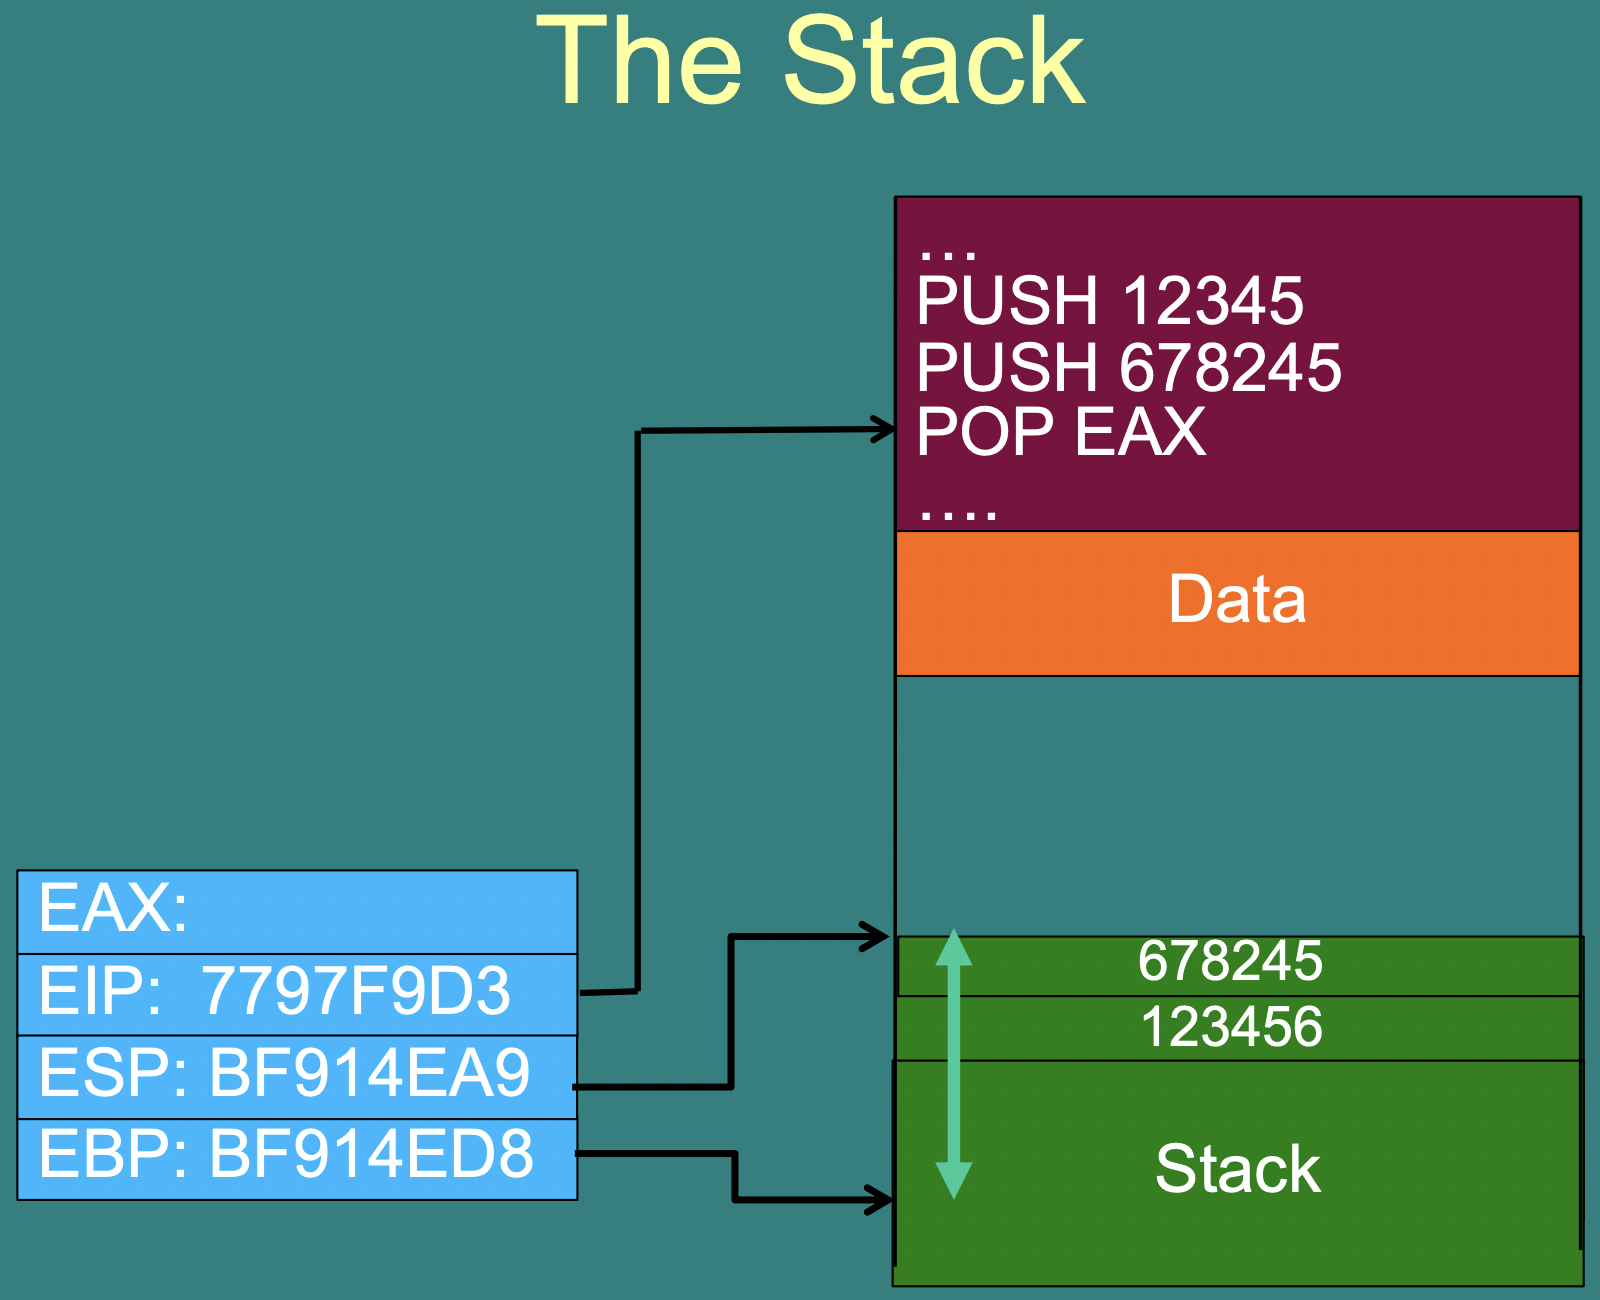 The Stack
...
PUSH 12345
PUSH 678245
POP EAX
....
Data
EAX:
EIP: 7797F9D3
ESP: BF914EA9
EBP: BF914ED8
678245
123456
Stack